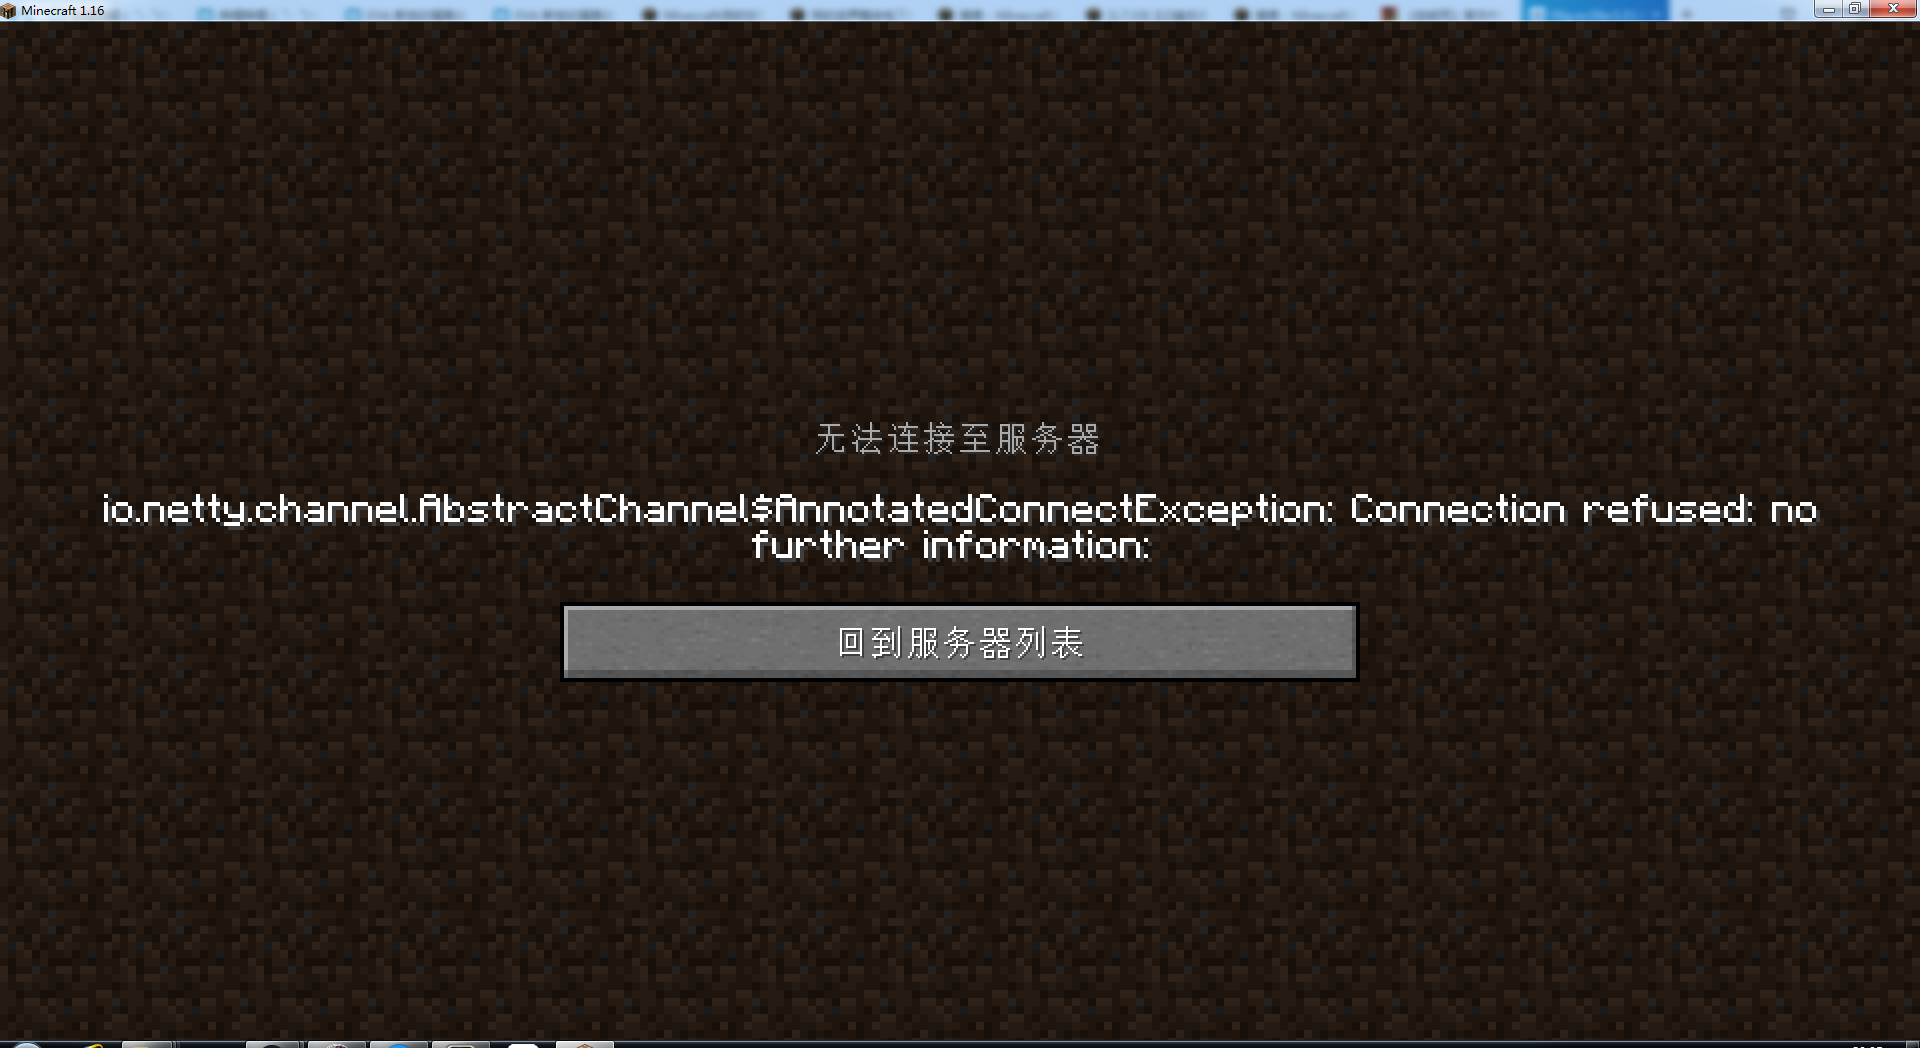 Minecraft 1.16
无法连接至服务器
io.netty.channel.AbstractChannel$AnnotatedConnectException: Connection refused: no
further information:
回到服务器列表